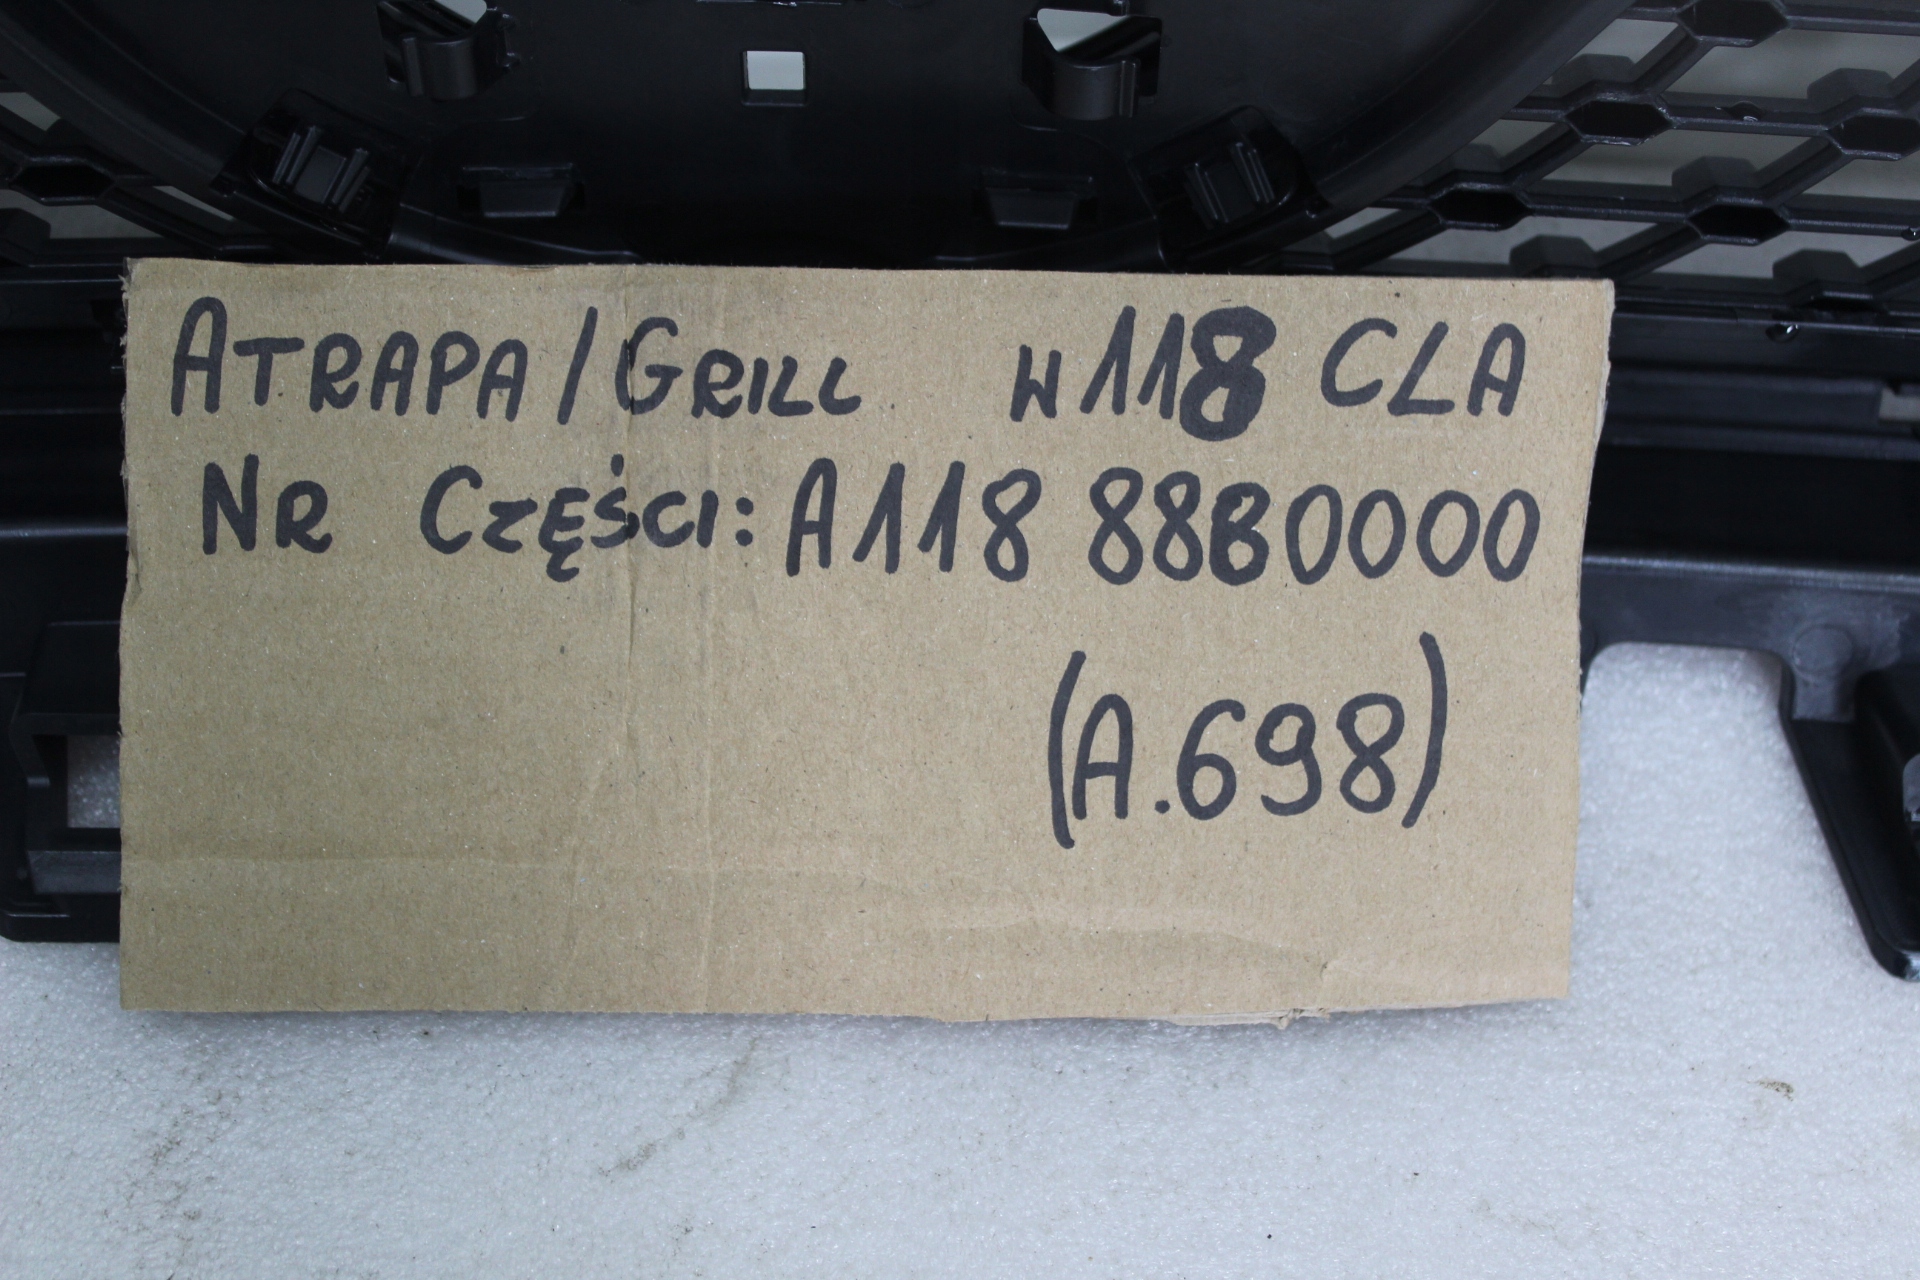 ATRAPA/GRILL W118 CLA
NR CZĘŚCI: A118 8880000
(A.698)